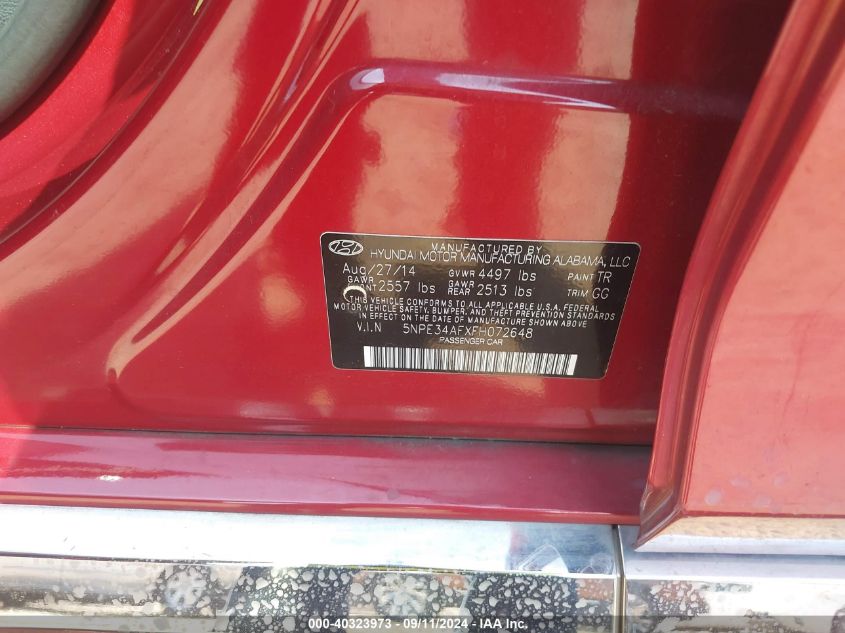 MANUFACTURED BY
HYUNDAI MOTOR MANUFACTURING ALABAMA, LLC
Aug/27/14 GVWR 4497 lbs PAINT TR
GAWR 2557 lbs GAWR REAR 2513 lbs TRIM GG
THIS VEHICLE CONFORMS TO ALL APPLICABLE U.S.A. FEDERAL
MOTOR VEHICLE SAFETY, BUMPER, AND THEFT PREVENTION STANDARDS
IN EFFECT ON THE DATE OF MANUFACTURE SHOWN ABOVE.
V.I.N 5NPE34AFXFH072648
PASSENGER CAR
000-40323973 - 09/11/2024 - IAA, Inc.